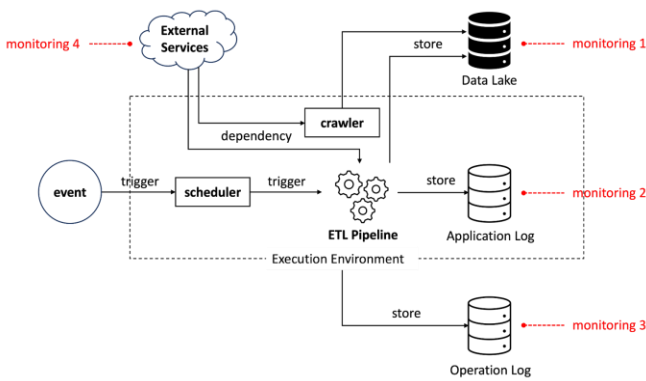 External
Services
monitoring 4
monitoring 1
store
Data Lake
crawler
dependency
event
trigger
scheduler
trigger
store
monitoring 2
ETL Pipeline
Application Log
Execution Environment
store
monitoring 3
Operation Log